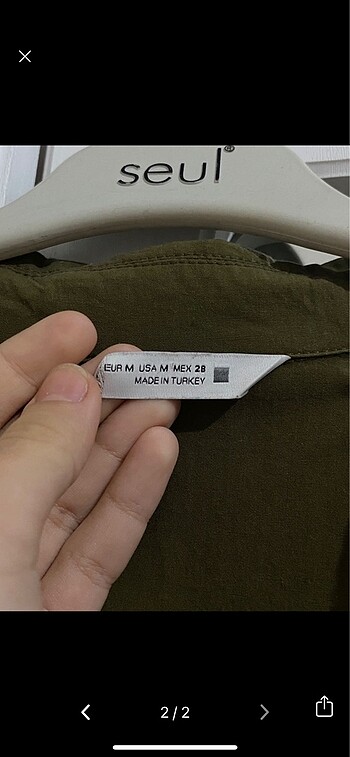 seul®
EUR M USA M MEX 28
MADE IN TURKEY
2/2